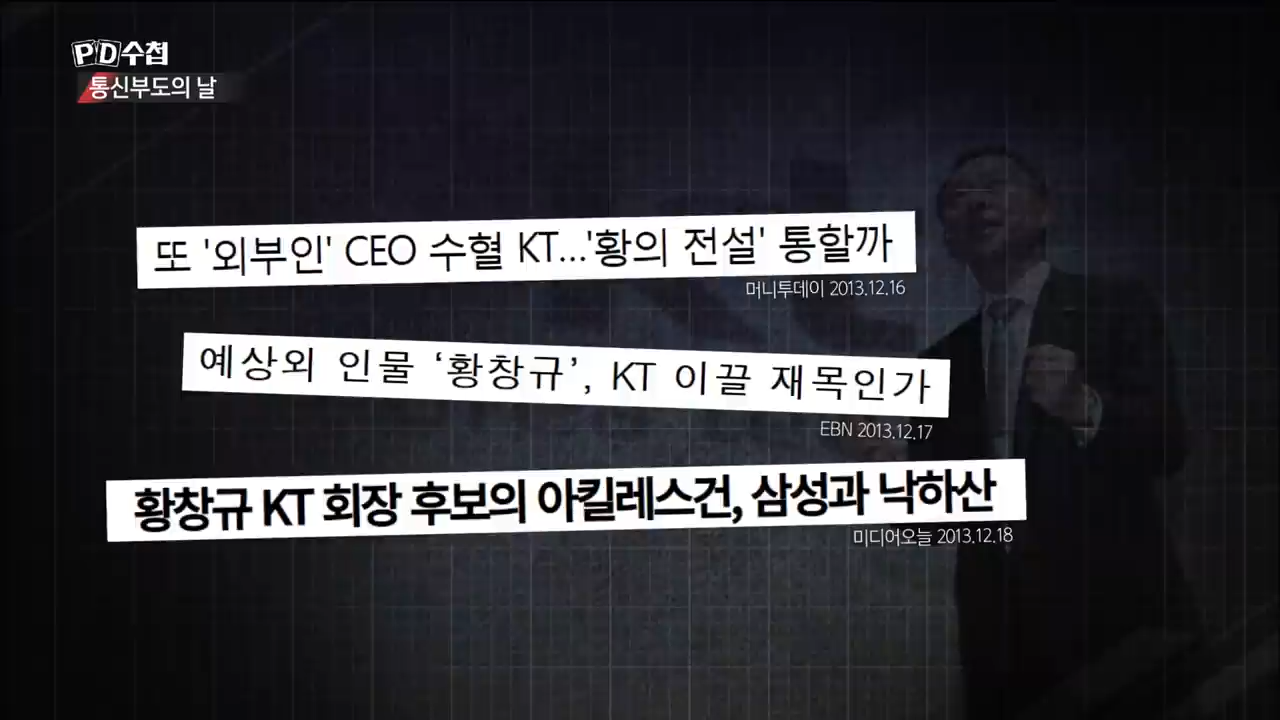 PD수첩
통신부도의 날
또 '외부인' CEO 수혈 KT...'황의 전설' 통할까
머니투데이 2013.12.16
예상외 인물 ‘황창규’, KT 이끌 재목인가
EBN 2013.12.17
황창규 KT 회장 후보의 아킬레스건, 삼성과 낙하산
미디어오늘 2013.12.18